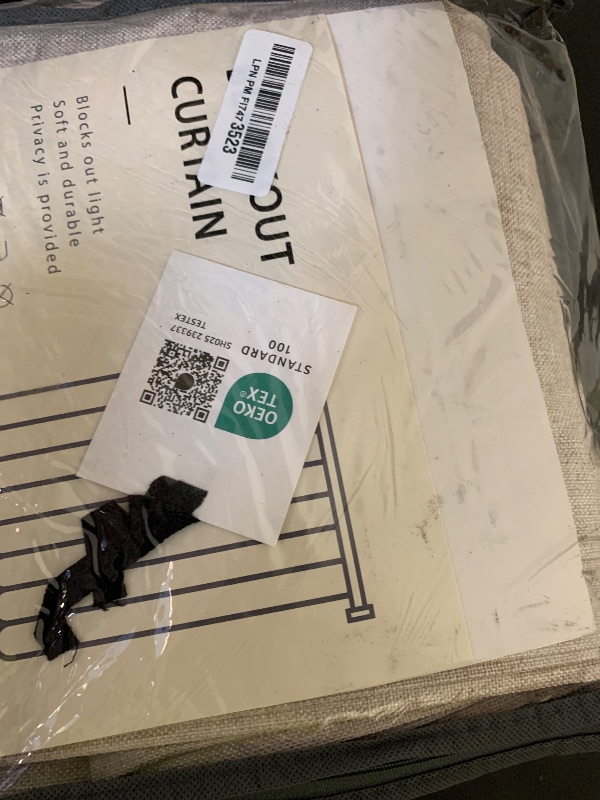 OUT
CURTAIN
Blocks out light
Soft and durable
Privacy is provided
LPN PM FI747 3523
OEKO
TEX®
STANDARD
100
SH025 239337
TESTEX